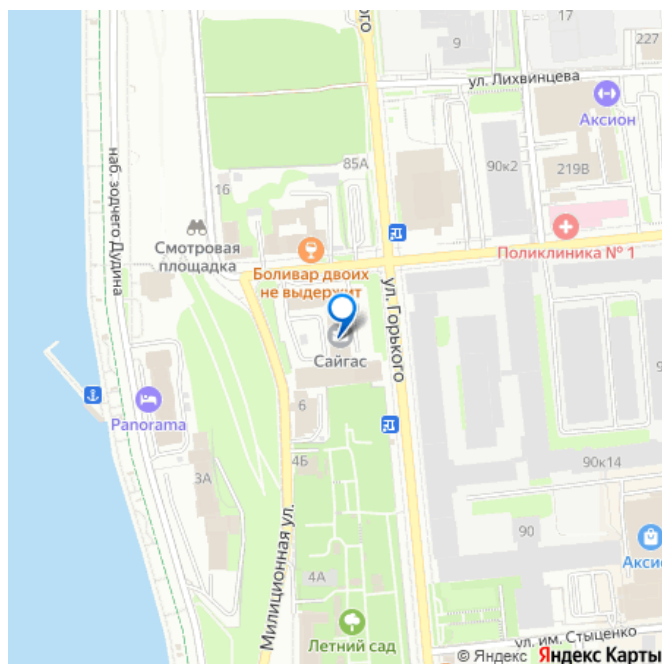 ого
17
9
227
ул. Лихвинцева
Аксион
85А
90к2
219В
16
наб. зодчего Дудина
Смотровая
площадка
Поликлиника № 1
Боливар двоих
не выдержит
ул. Горького
Сайгас
6
Panorama
4Б
90к14
3А
Милиционная ул.
90
Аксио
4А
Летний сад
ул. им. Стыценко
© Яндекс Яндекс Карты